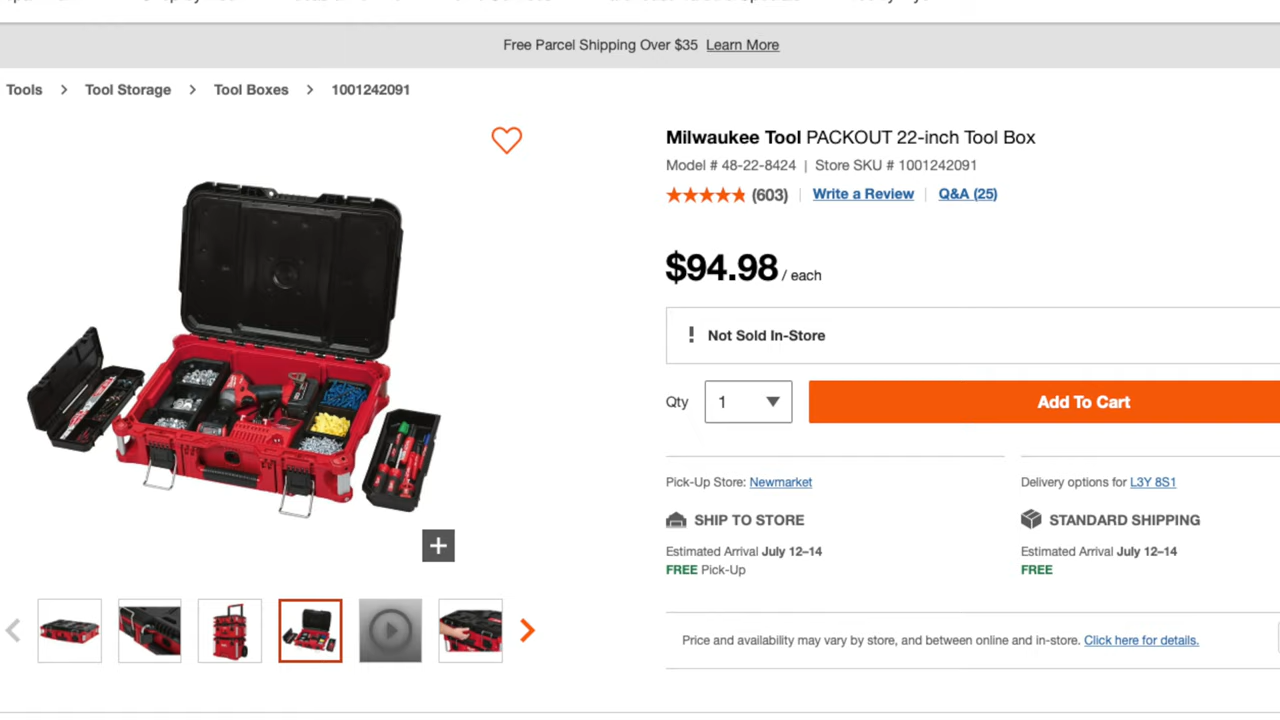 Free Parcel Shipping Over $35 Learn More
Tools > Tool Storage > Tool Boxes > 1001242091
Milwaukee Tool PACKOUT 22-inch Tool Box
Model # 48-22-8424 | Store SKU # 1001242091
(603) | Write a Review | Q&A (25)
$94.98 / each
! Not Sold In-Store
Qty 1 Add To Cart
Pick-Up Store: Newmarket
SHIP TO STORE
Estimated Arrival July 12–14
FREE Pick-Up
Delivery options for L3Y 8S1
STANDARD SHIPPING
Estimated Arrival July 12–14
FREE
Price and availability may vary by store, and between online and in-store. Click here for details.